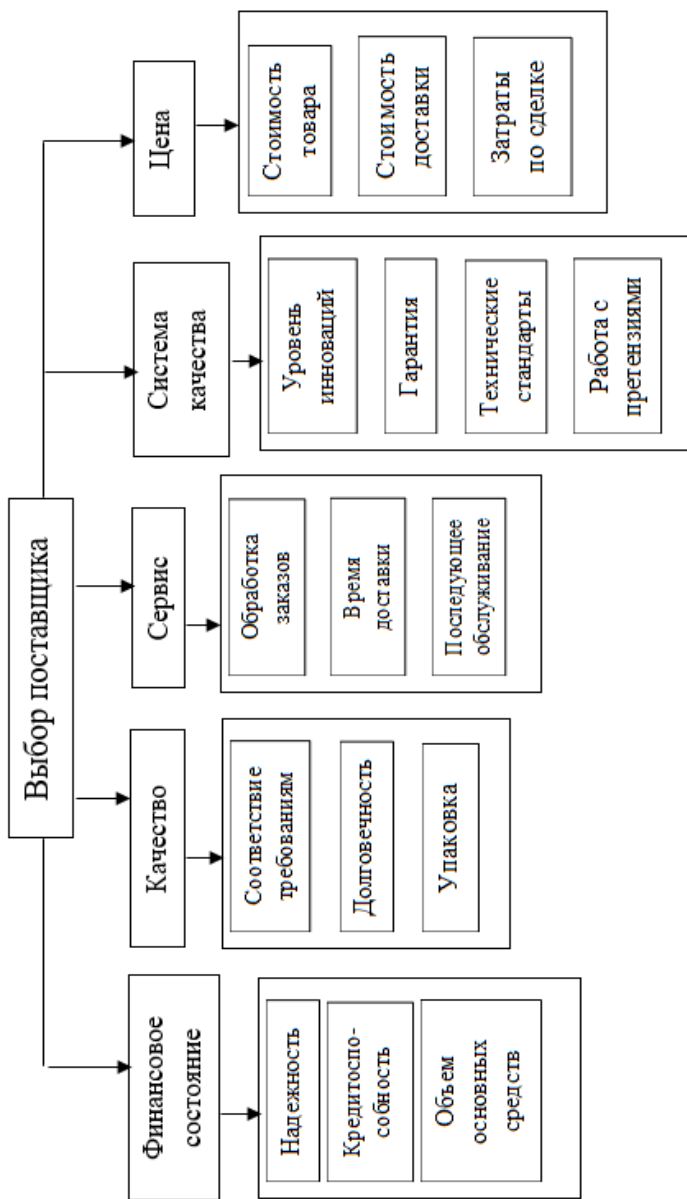 Выбор поставщика
Финансовое
состояние
Качество
Сервис
Система
качества
Цена
Надежность
Кредитоспо-
собность
Объем
основных
средств
Соответствие
требованиям
Долговечность
Упаковка
Обработка
заказов
Время
доставки
Последующее
обслуживание
Уровень
инноваций
Гарантия
Технические
стандарты
Работа с
претензиями
Стоимость
товара
Стоимость
доставки
Затраты
по сделке